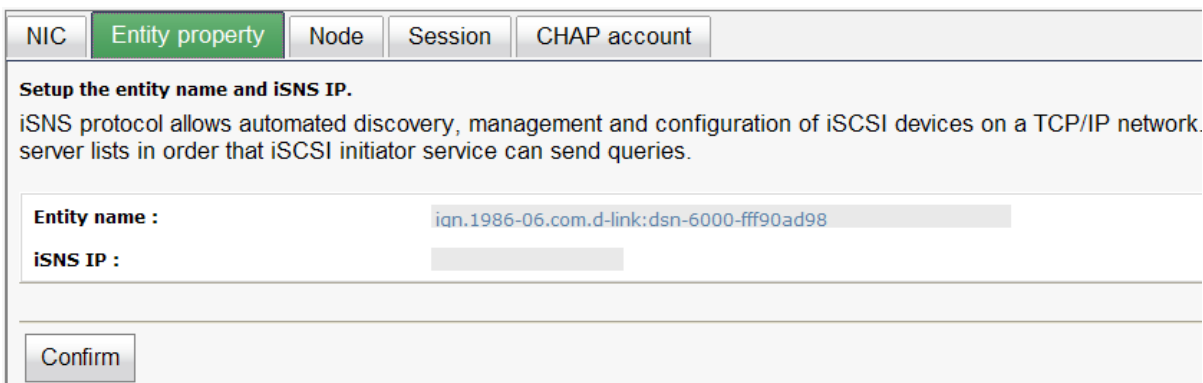 NIC Entity property Node Session CHAP account
Setup the entity name and iSNS IP.
iSNS protocol allows automated discovery, management and configuration of iSCSI devices on a TCP/IP network.
server lists in order that iSCSI initiator service can send queries.
Entity name : iqn.1986-06.com.d-link:dsn-6000-fff90ad98
iSNS IP :
Confirm